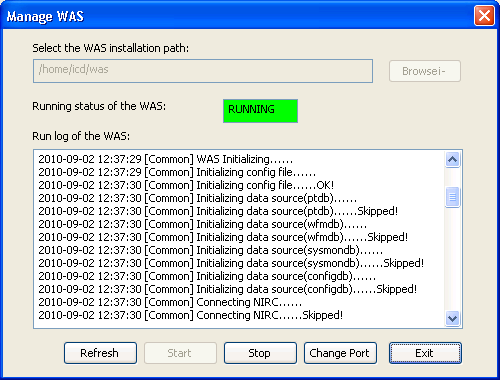 Manage WAS
Select the WAS installation path:
/home/icd/was
Browsei-
Running status of the WAS:
RUNNING
Run log of the WAS:
2010-09-02 12:37:29 [Common] WAS Initializing......
2010-09-02 12:37:29 [Common] Initializing config file......
2010-09-02 12:37:30 [Common] Initializing config file......OK!
2010-09-02 12:37:30 [Common] Initializing data source(ptdb)......
2010-09-02 12:37:30 [Common] Initializing data source(ptdb)......Skipped!
2010-09-02 12:37:30 [Common] Initializing data source(wfmdb)......
2010-09-02 12:37:30 [Common] Initializing data source(wfmdb)......Skipped!
2010-09-02 12:37:30 [Common] Initializing data source(sysmondb)......
2010-09-02 12:37:30 [Common] Initializing data source(sysmondb)......Skipped!
2010-09-02 12:37:30 [Common] Initializing data source(configdb)......
2010-09-02 12:37:30 [Common] Initializing data source(configdb)......Skipped!
2010-09-02 12:37:30 [Common] Connecting NIRC......
2010-09-02 12:37:30 [Common] Connecting NIRC......Skipped!
Refresh
Start
Stop
Change Port
Exit